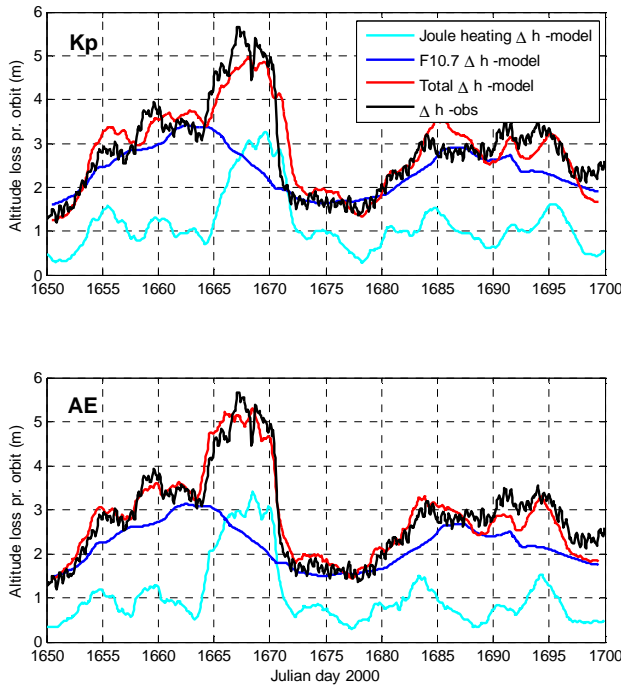 Kp
Joule heating Δ h -model
F10.7 Δ h -model
Total Δ h -model
Δ h -obs
Altitude loss pr. orbit (m)
6
5
4
3
2
1
0
1650 1655 1660 1665 1670 1675 1680 1685 1690 1695 1700
AE
Altitude loss pr. orbit (m)
6
5
4
3
2
1
0
1650 1655 1660 1665 1670 1675 1680 1685 1690 1695 1700
Julian day 2000